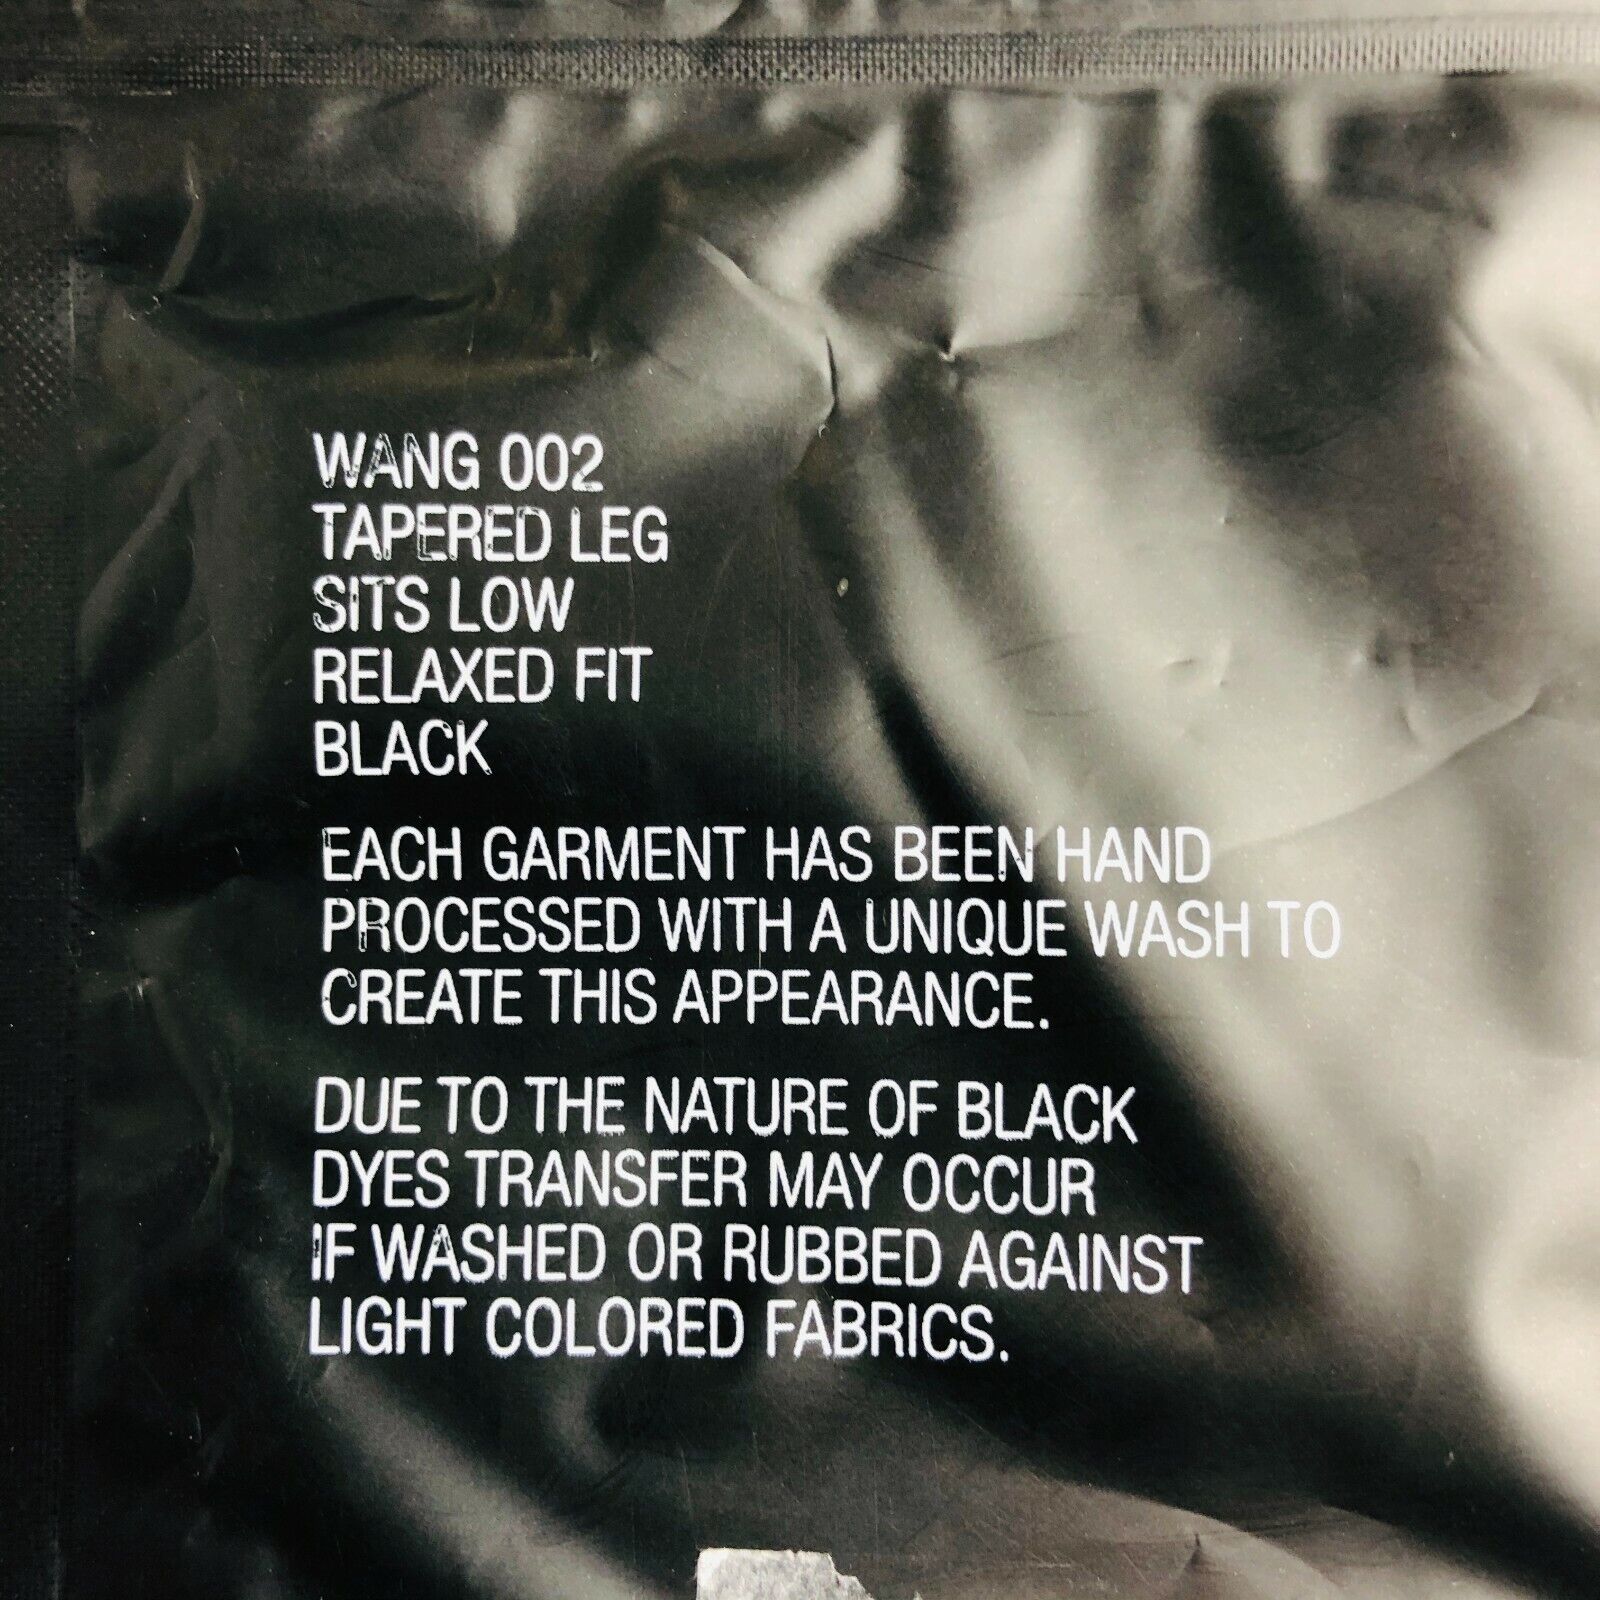 WANG 002
TAPERED LEG
SITS LOW
RELAXED FIT
BLACK
EACH GARMENT HAS BEEN HAND
PROCESSED WITH A UNIQUE WASH TO
CREATE THIS APPEARANCE.
DUE TO THE NATURE OF BLACK
DYES TRANSFER MAY OCCUR
IF WASHED OR RUBBED AGAINST
LIGHT COLORED FABRICS.